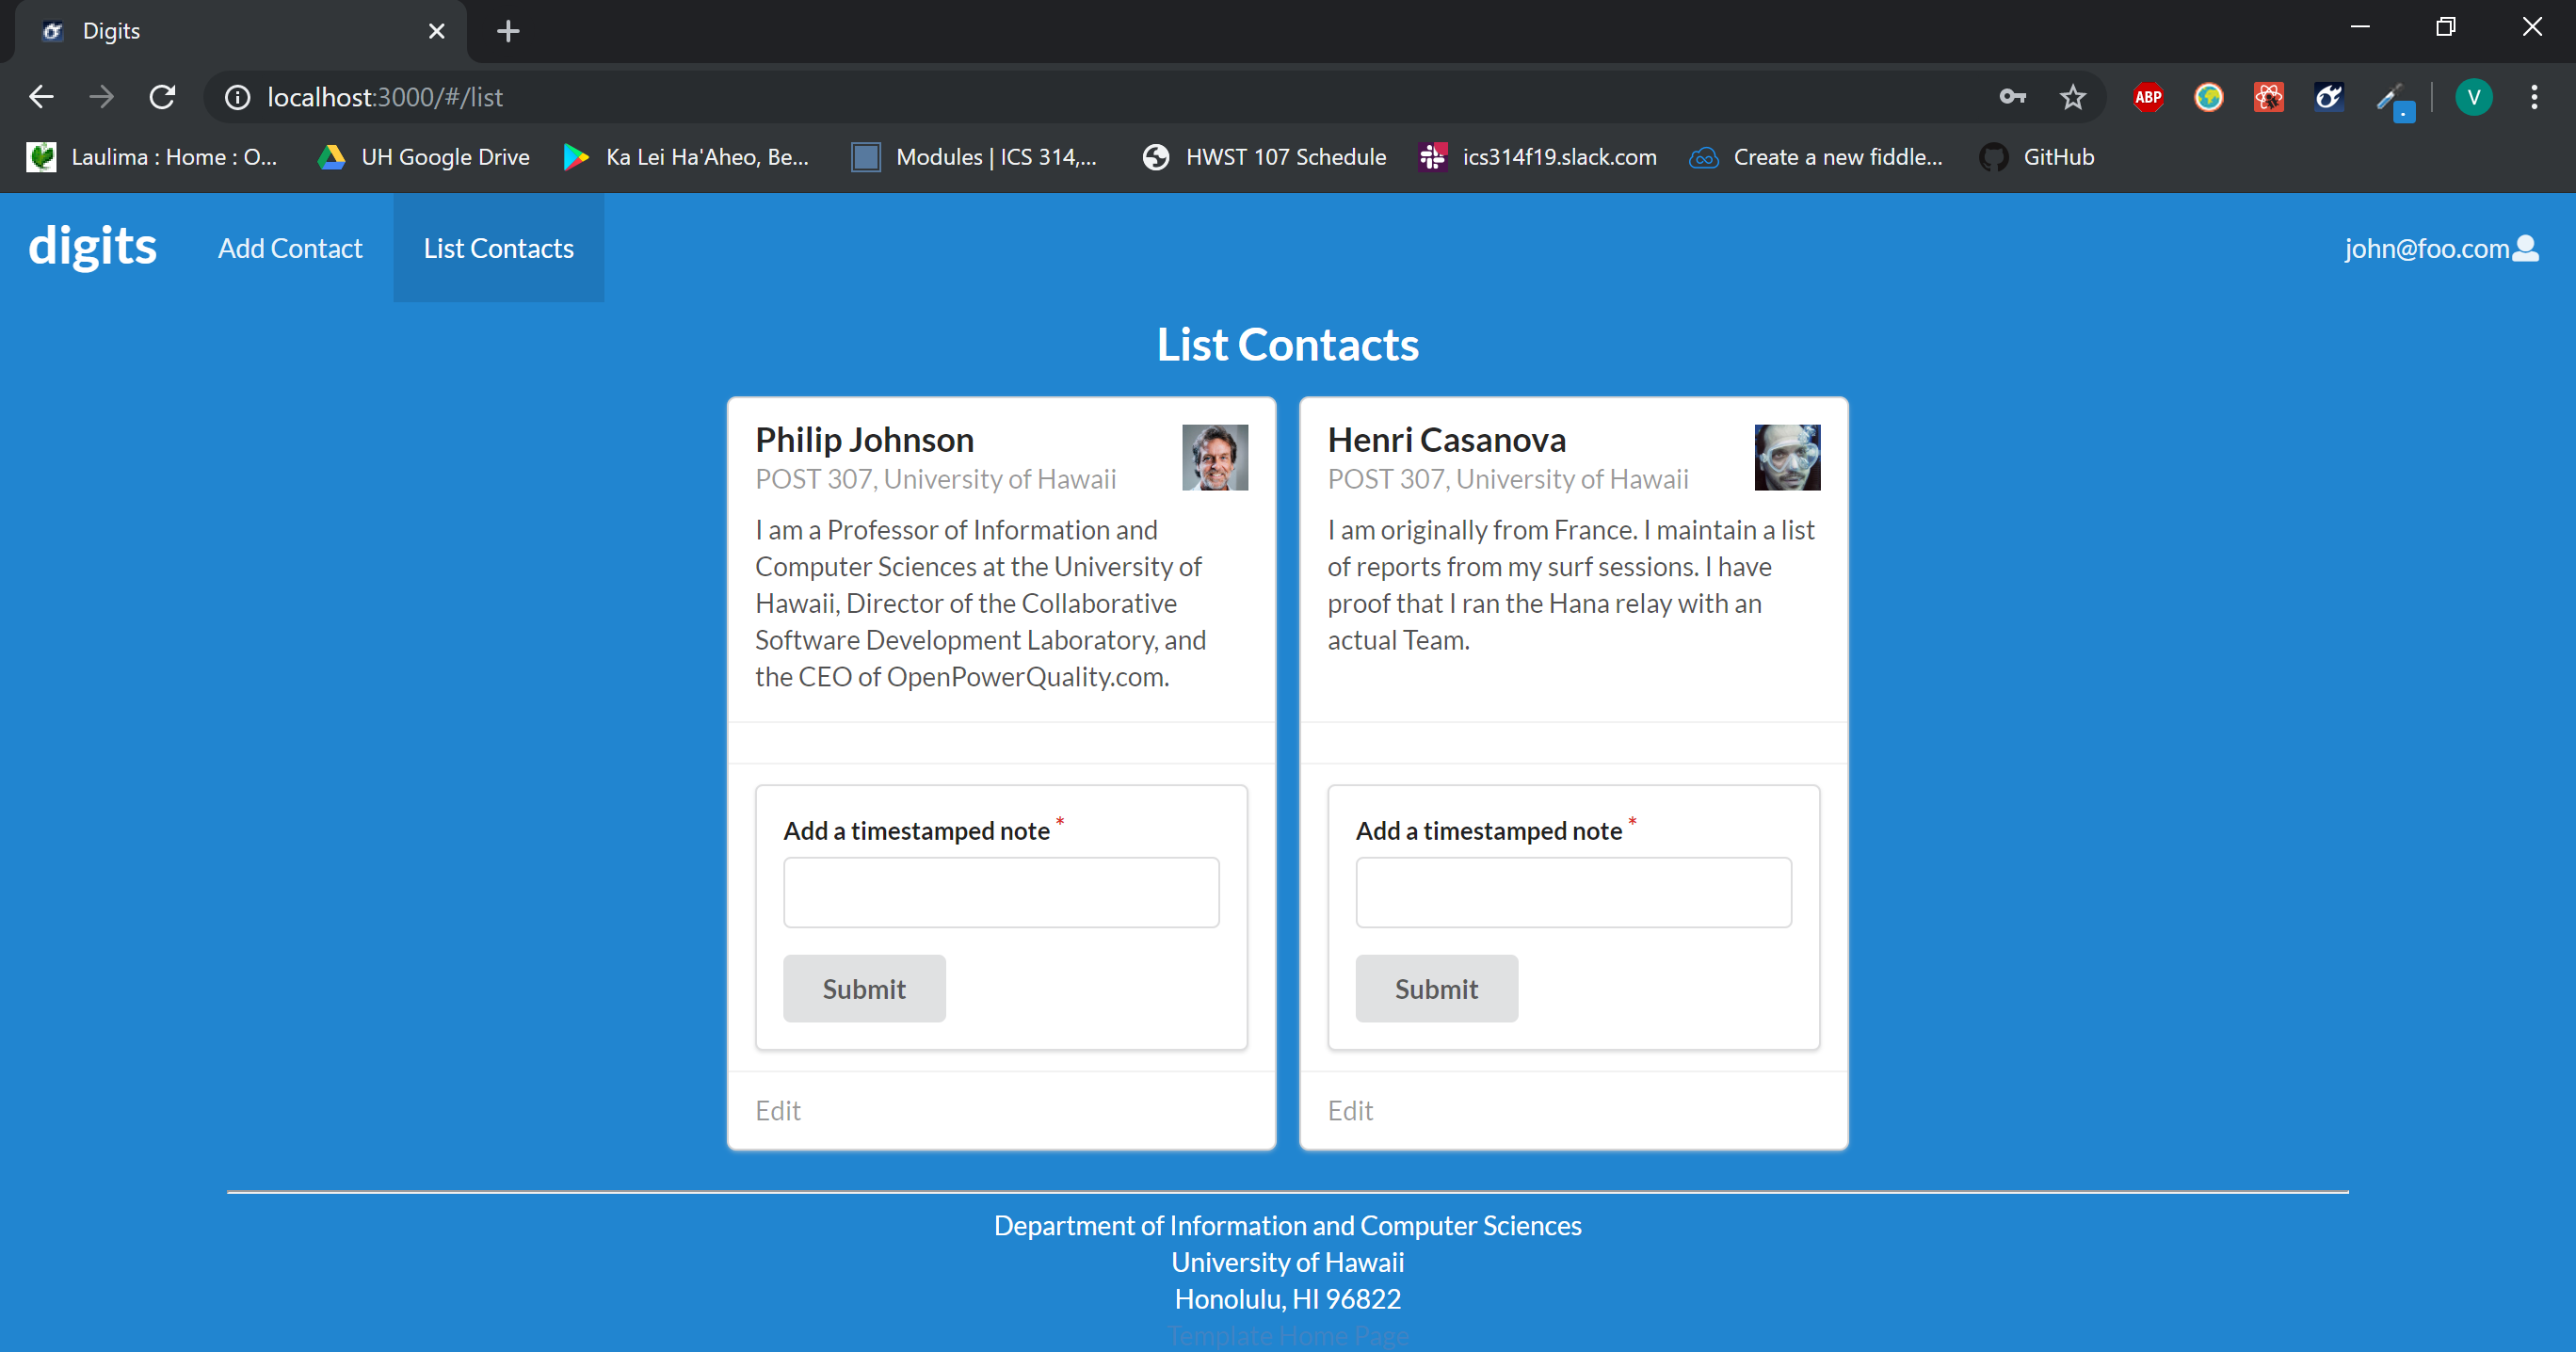 Digits
localhost:3000/#/list
ABP
V
Laulima : Home : O...
UH Google Drive
Ka Lei Ha'Aheo, Be...
Modules | ICS 314,...
HWST 107 Schedule
ics314f19.slack.com
Create a new fiddle...
GitHub
digits
Add Contact
List Contacts
john@foo.com
List Contacts
Philip Johnson
POST 307, University of Hawaii
I am a Professor of Information and
Computer Sciences at the University of
Hawaii, Director of the Collaborative
Software Development Laboratory, and
the CEO of OpenPowerQuality.com.
Add a timestamped note *
Submit
Edit
Henri Casanova
POST 307, University of Hawaii
I am originally from France. I maintain a list
of reports from my surf sessions. I have
proof that I ran the Hana relay with an
actual Team.
Add a timestamped note *
Submit
Edit
Department of Information and Computer Sciences
University of Hawaii
Honolulu, HI 96822
Template Home Page